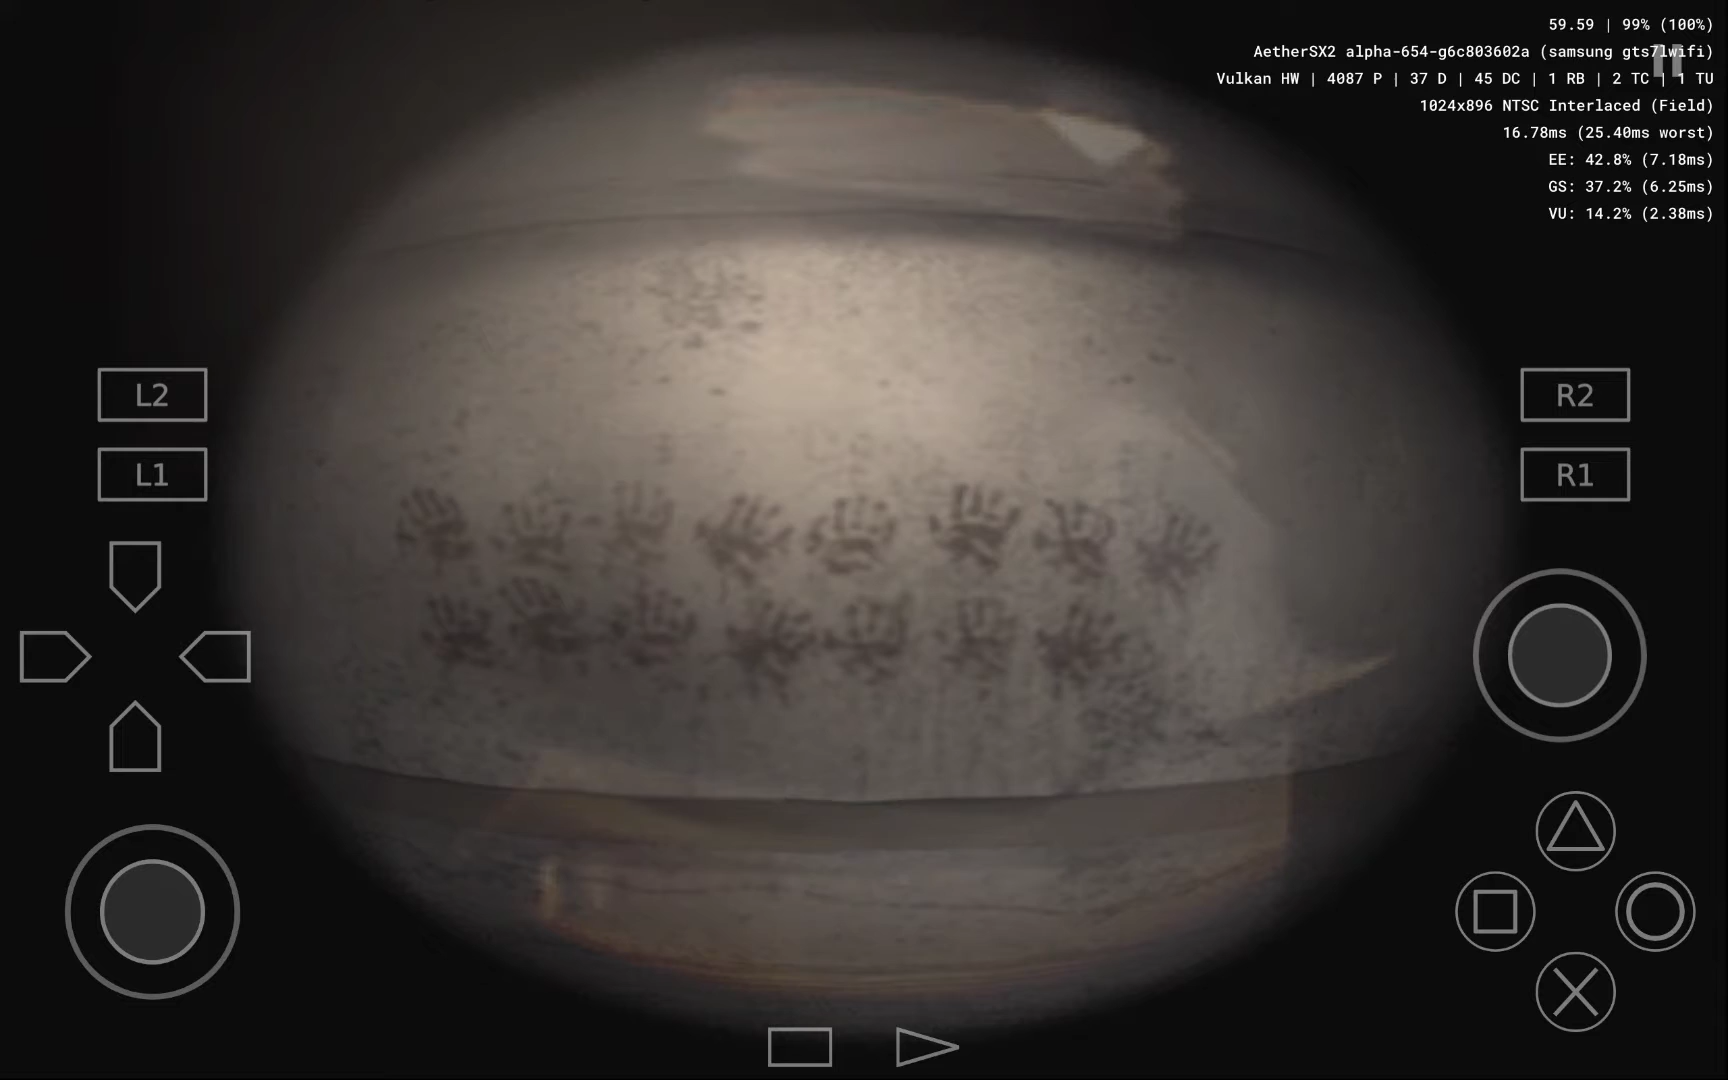 59.59 | 99% (100%)
AetherSX2 alpha-654-g6c803602a (samsung gts7lwifi)
Vulkan HW | 4087 P | 37 D | 45 DC | 1 RB | 2 TC | 1 TU
1024x896 NTSC Interlaced (Field)
16.78ms (25.40ms worst)
EE: 42.8% (7.18ms)
GS: 37.2% (6.25ms)
VU: 14.2% (2.38ms)
L2
R2
L1
R1